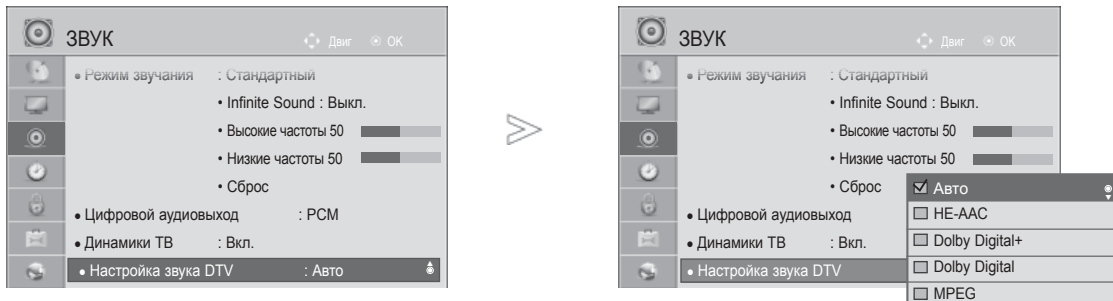 ЗВУК
Двиг OK
• Режим звучания : Стандартный
• Infinite Sound : Выкл.
• Высокие частоты 50
• Низкие частоты 50
• Сброс
• Цифровой аудиовыход : PCM
• Динамики ТВ : Вкл.
• Настройка звука DTV : Авто
ЗВУК
Двиг OK
• Режим звучания : Стандартный
• Infinite Sound : Выкл.
• Высокие частоты 50
• Низкие частоты 50
• Сброс
• Цифровой аудиовыход
• Динамики ТВ : Вкл.
• Настройка звука DTV
Авто
HE-AAC
Dolby Digital+
Dolby Digital
MPEG